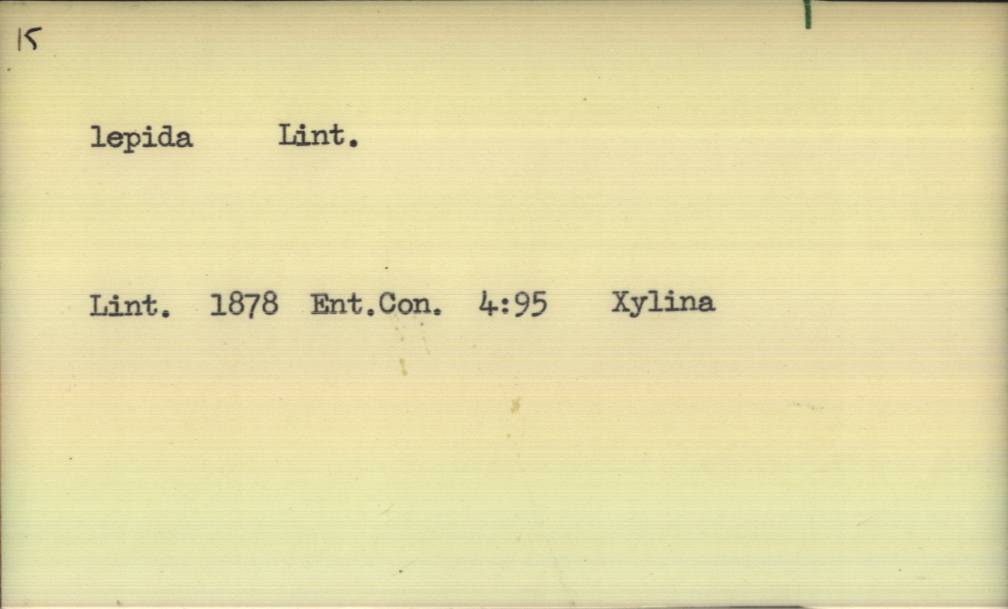 15
lepida Lint.
Lint. 1878 Ent.Con. 4:95 Xylina